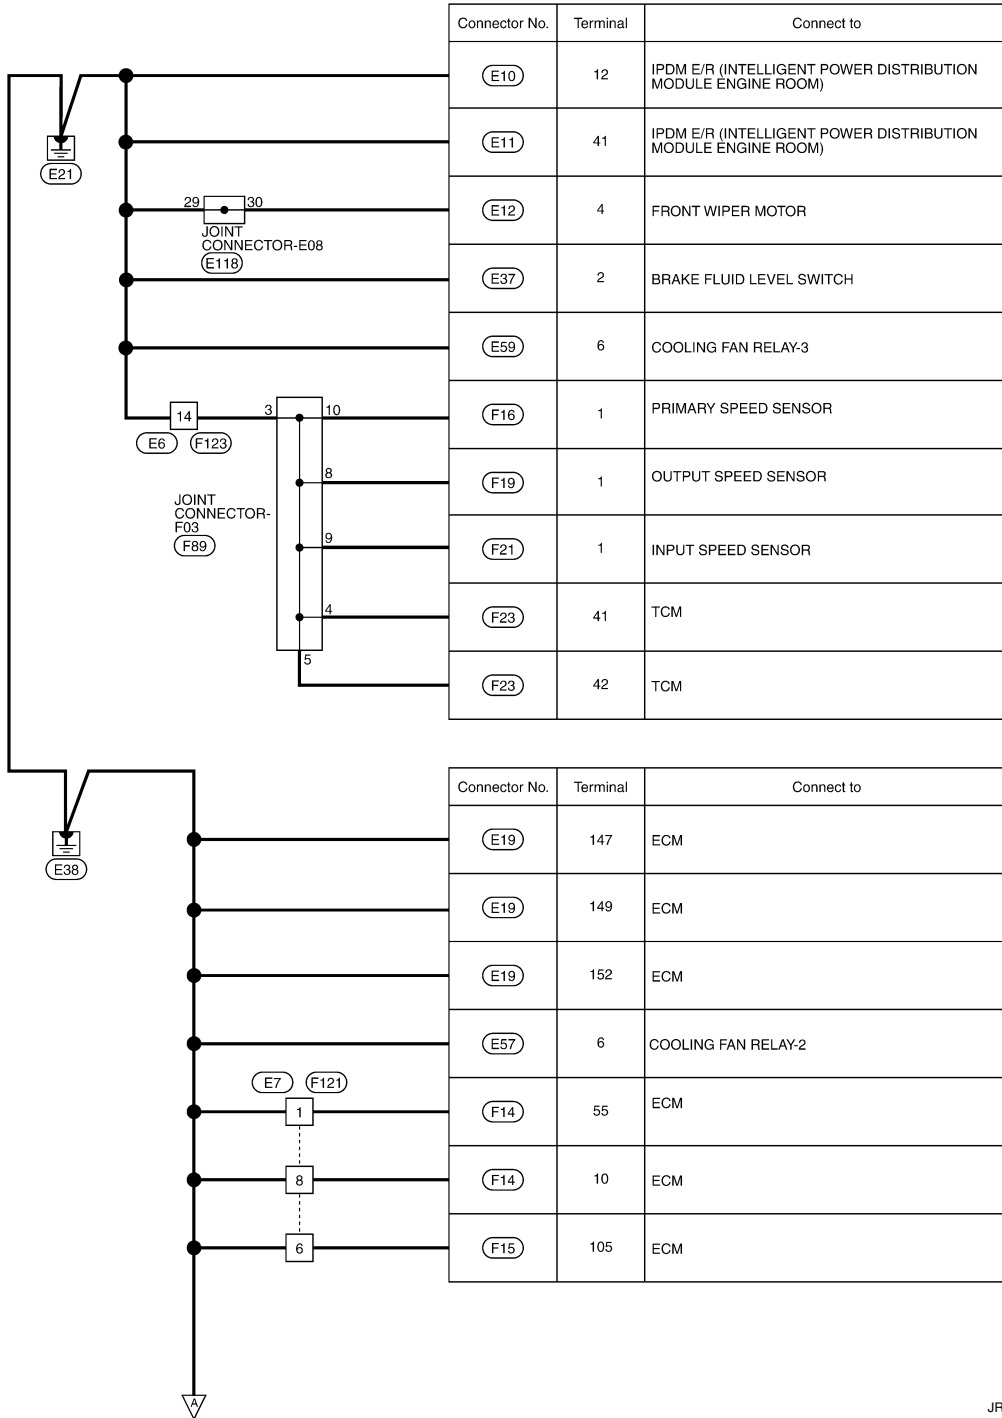 Connector No. Terminal Connect to
E10 12 IPDM E/R (INTELLIGENT POWER DISTRIBUTION
MODULE ENGINE ROOM)
E21
E11 41 IPDM E/R (INTELLIGENT POWER DISTRIBUTION
MODULE ENGINE ROOM)
29 30 E12 4 FRONT WIPER MOTOR
JOINT
CONNECTOR-E08
E118
E37 2 BRAKE FLUID LEVEL SWITCH
E59 6 COOLING FAN RELAY-3
14 3 10 F16 1 PRIMARY SPEED SENSOR
E6 F123
8 F19 1 OUTPUT SPEED SENSOR
JOINT
CONNECTOR-
F03
F89
9 F21 1 INPUT SPEED SENSOR
4 F23 41 TCM
5 F23 42 TCM
Connector No. Terminal Connect to
E38
E19 147 ECM
E19 149 ECM
E19 152 ECM
E57 6 COOLING FAN RELAY-2
E7 F121
1 F14 55 ECM
8 F14 10 ECM
6 F15 105 ECM
A
JR